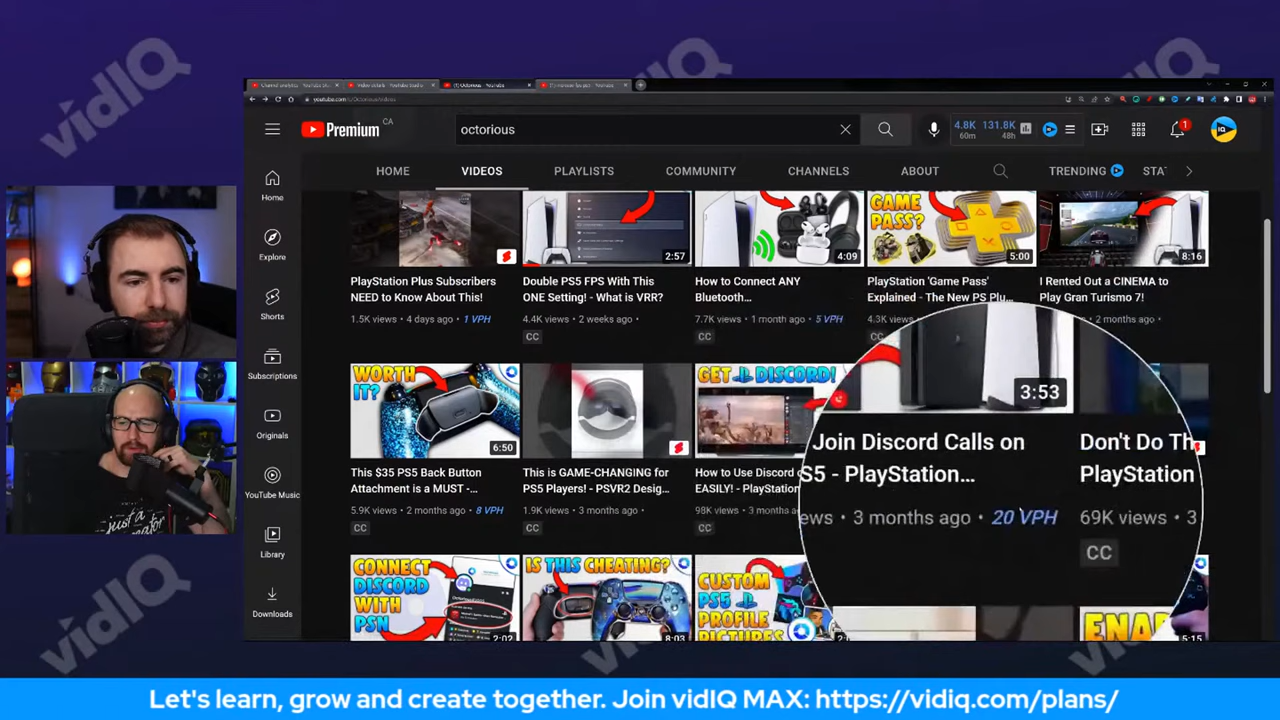 vidIQ
vidIQ
vidIQ
Premium CA
octorious
4.8K 131.8K
60m 48h
1
HOME VIDEOS PLAYLISTS COMMUNITY CHANNELS ABOUT TRENDING
Home
Explore
Shorts
Subscriptions
Originals
YouTube Music
Library
Downloads
2:57
4:09
GAME
PASS?
5:00
8:16
PlayStation Plus Subscribers
NEED to Know About This!
1.5K views • 4 days ago • 1 VPH
Double PS5 FPS With This
ONE Setting! - What is VRR?
4.4K views • 2 weeks ago •
CC
How to Connect ANY
Bluetooth...
7.7K views • 1 month ago • 5 VPH
CC
PlayStation 'Game Pass'
Explained - The New PS Plu...
I Rented Out a CINEMA to
Play Gran Turismo 7!
WORTH
IT?
6:50
GET DISCORD!
3:53
This $35 PS5 Back Button
Attachment is a MUST -...
5.9K views • 2 months ago • 8 VPH
CC
This is GAME-CHANGING for
PS5 Players! - PSVR2 Desig...
1.9K views • 3 months ago •
CC
How to Use Discord
EASILY! - PlayStation
98K views
CC
Join Discord Calls on
S5 - PlayStation...
ews • 3 months ago • 20 VPH
Don't Do Th
PlayStation
69K views • 3
CC
CONNECT
DISCORD
WITH
PSN
2:02
IS THIS CHEATING?
8:03
CUSTOM
PS5
PROFILE
PICTURES
5:15
just a
vidIQ
vidIQ
vidIQ
Let's learn, grow and create together. Join vidIQ MAX: https://vidiq.com/plans/